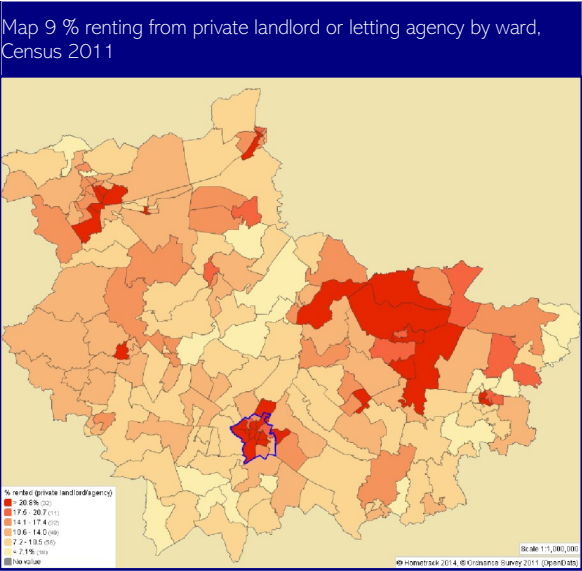 Map 9 % renting from private landlord or letting agency by ward,
Census 2011
% rented (private landlord/agency)
> 20.8% (32)
17.6 - 20.7 (11)
14.1 - 17.4 (22)
10.6 - 14.0 (49)
7.2 - 10.5 (58)
< 7.1% (18)
No value
Scale 1:1,000,000
© Hometrack 2014, © Ordnance Survey 2011 (OpenData)